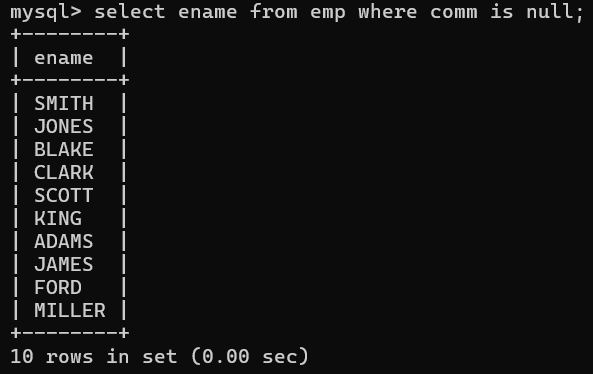 mysql> select ename from emp where comm is null;
+--------+
| ename  |
+--------+
| SMITH  |
| JONES  |
| BLAKE  |
| CLARK  |
| SCOTT  |
| KING   |
| ADAMS  |
| JAMES  |
| FORD   |
| MILLER |
+--------+
10 rows in set (0.00 sec)